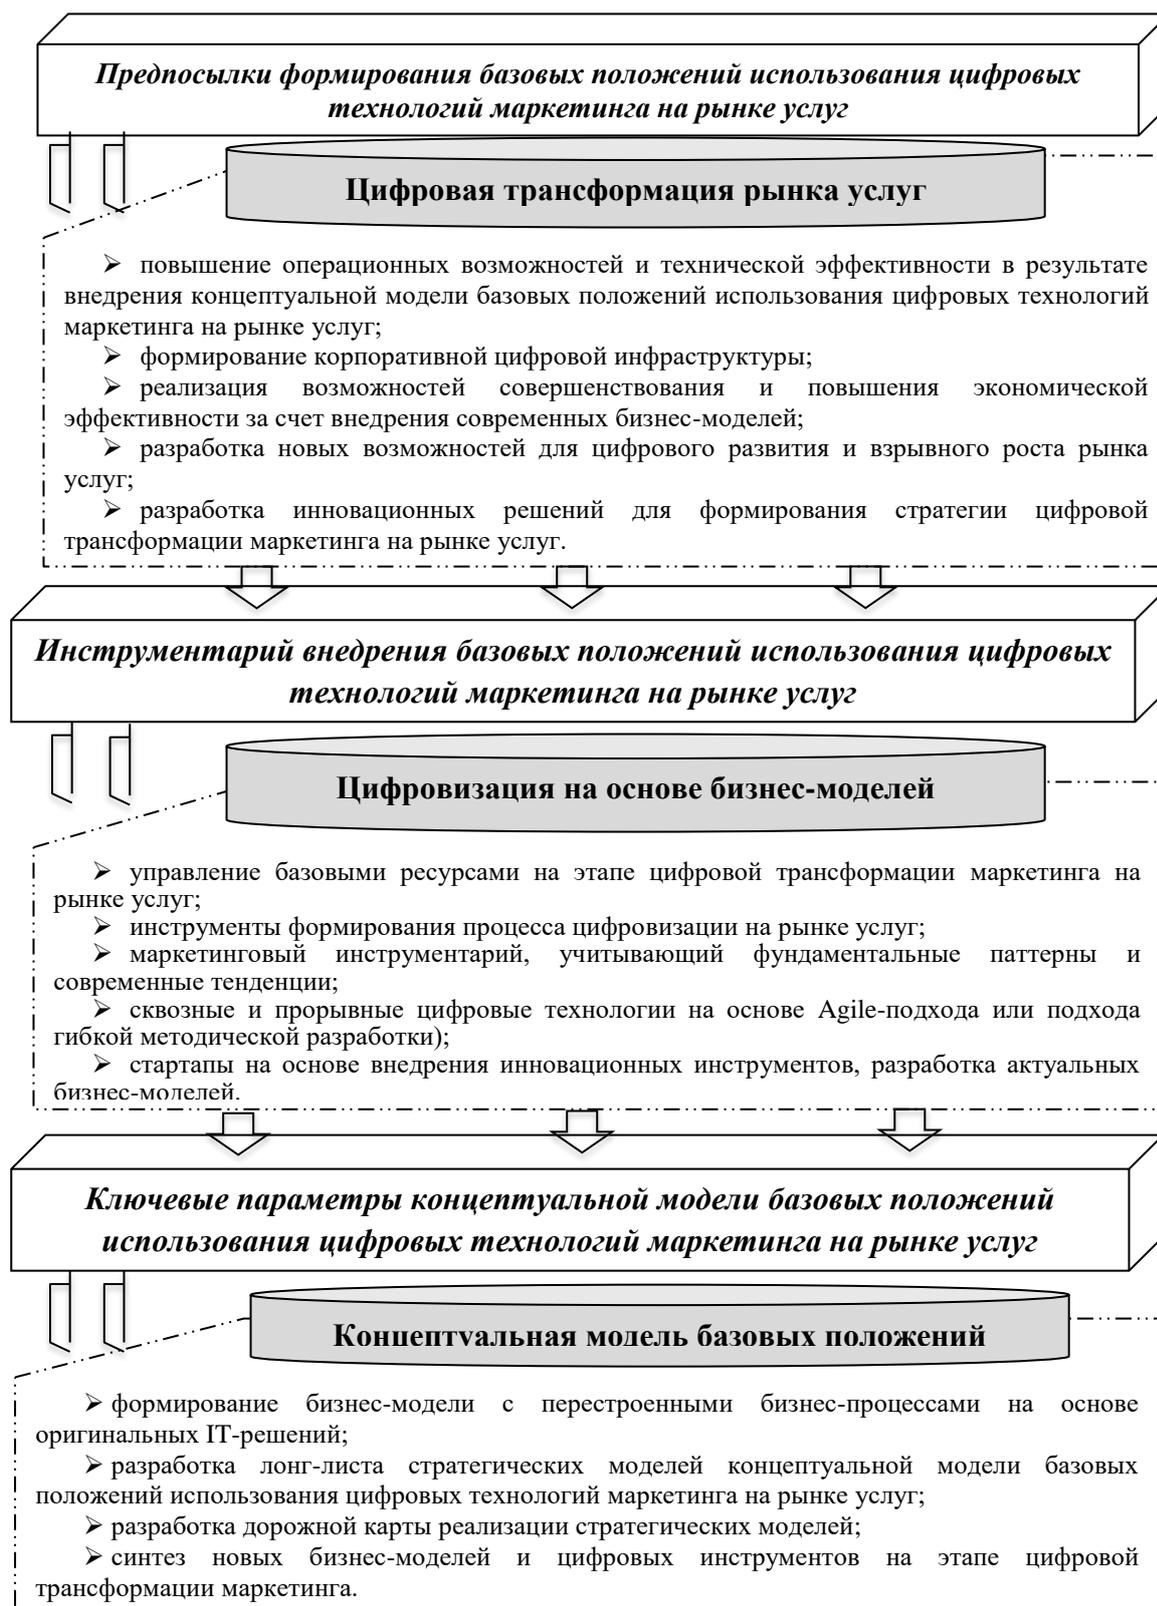 Предпосылки формирования базовых положений использования цифровых
технологий маркетинга на рынке услуг
Цифровая трансформация рынка услуг
➢ повышение операционных возможностей и технической эффективности в результате
внедрения концептуальной модели базовых положений использования цифровых технологий
маркетинга на рынке услуг;
➢ формирование корпоративной цифровой инфраструктуры;
➢ реализация возможностей совершенствования и повышения экономической
эффективности за счет внедрения современных бизнес-моделей;
➢ разработка новых возможностей для цифрового развития и взрывного роста рынка
услуг;
➢ разработка инновационных решений для формирования стратегии цифровой
трансформации маркетинга на рынке услуг.
Инструментарий внедрения базовых положений использования цифровых
технологий маркетинга на рынке услуг
Цифровизация на основе бизнес-моделей
➢ управление базовыми ресурсами на этапе цифровой трансформации маркетинга на
рынке услуг;
➢ инструменты формирования процесса цифровизации на рынке услуг;
➢ маркетинговый инструментарий, учитывающий фундаментальные паттерны и
современные тенденции;
➢ сквозные и прорывные цифровые технологии на основе Agile-подхода или подхода
гибкой методической разработки);
➢ стартапы на основе внедрения инновационных инструментов, разработка актуальных
бизнес-моделей.
Ключевые параметры концептуальной модели базовых положений
использования цифровых технологий маркетинга на рынке услуг
Концептуальная модель базовых положений
➢ формирование бизнес-модели с перестроенными бизнес-процессами на основе
оригинальных IT-решений;
➢ разработка лонг-листа стратегических моделей концептуальной модели базовых
положений использования цифровых технологий маркетинга на рынке услуг;
➢ разработка дорожной карты реализации стратегических моделей;
➢ синтез новых бизнес-моделей и цифровых инструментов на этапе цифровой
трансформации маркетинга.